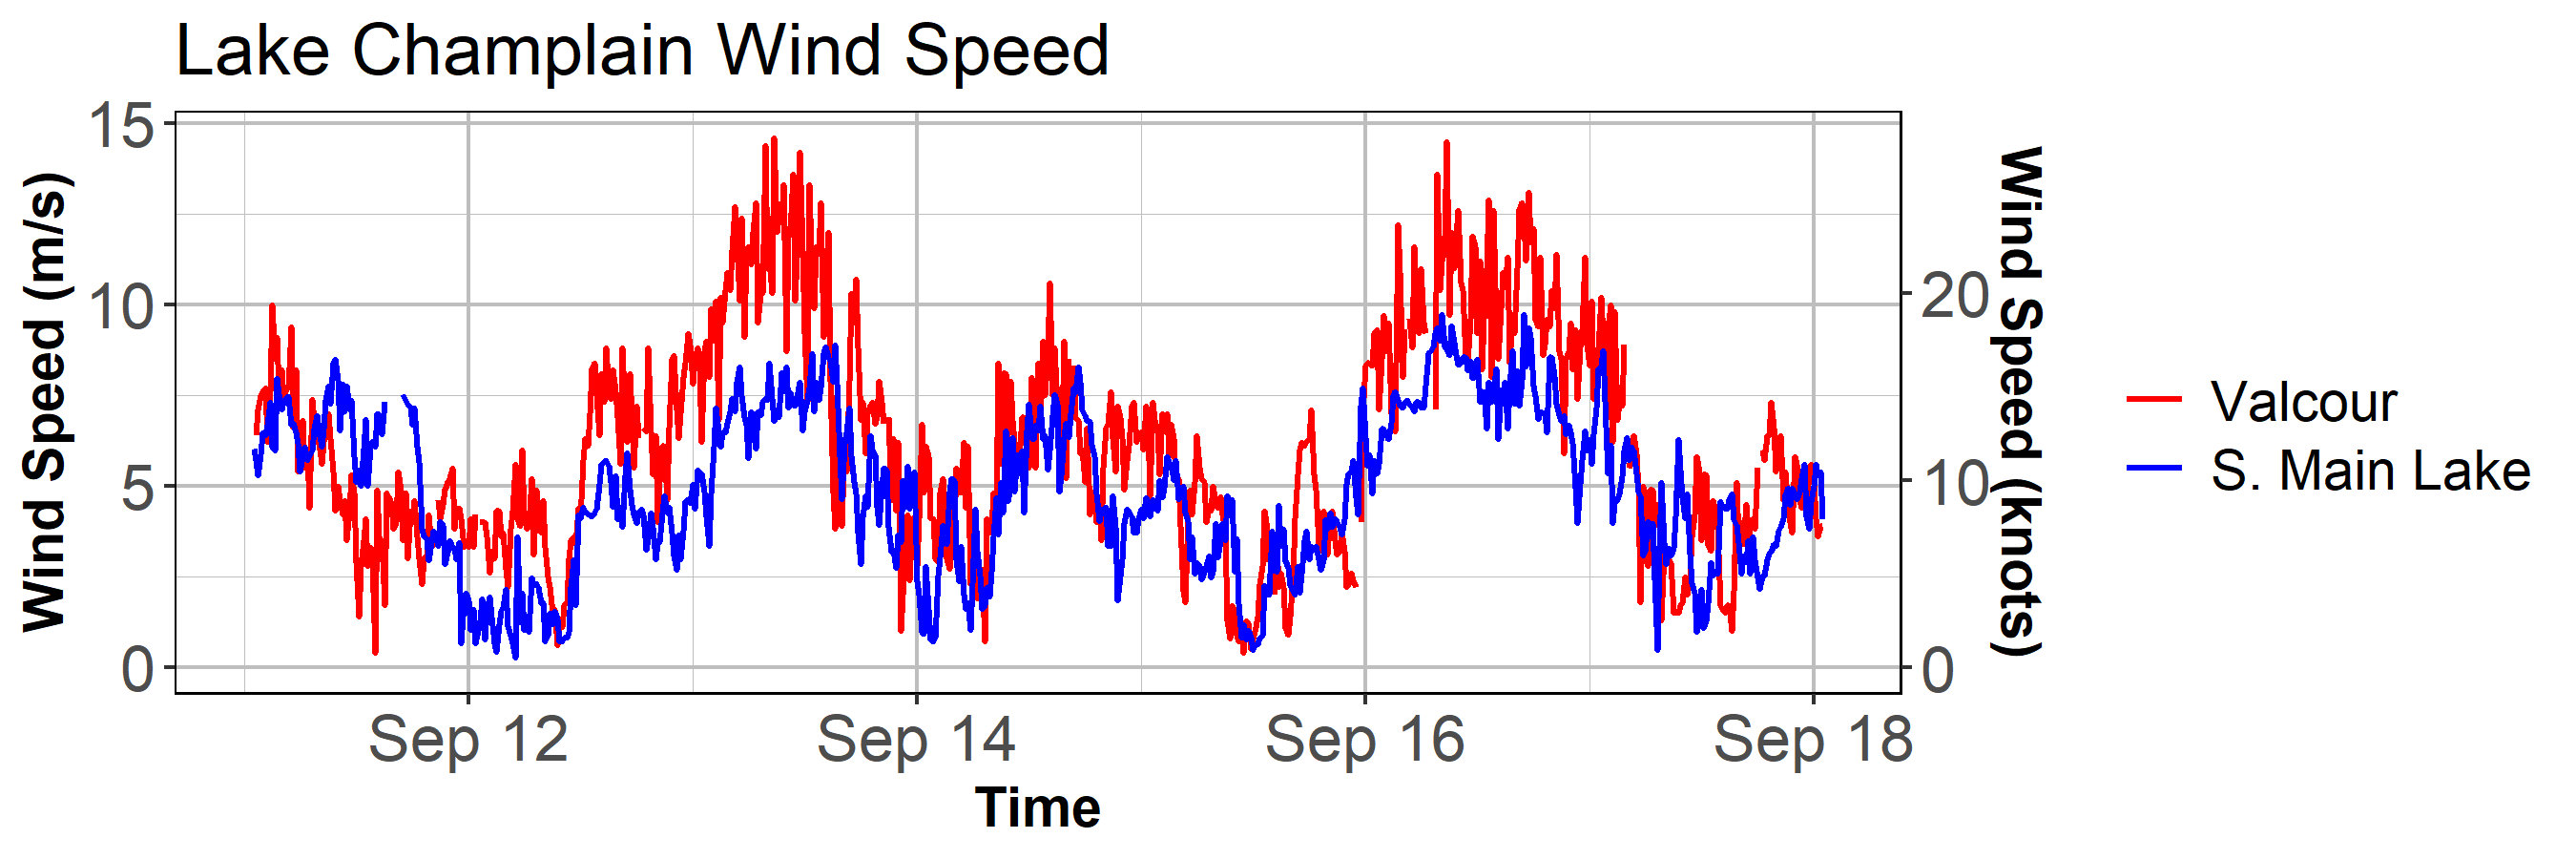 Lake Champlain Wind Speed
Wind Speed (m/s)
15
10
5
0
Sep 12
Sep 14
Sep 16
Sep 18
Time
20
10
0
Wind Speed (knots)
Valcour
S. Main Lake